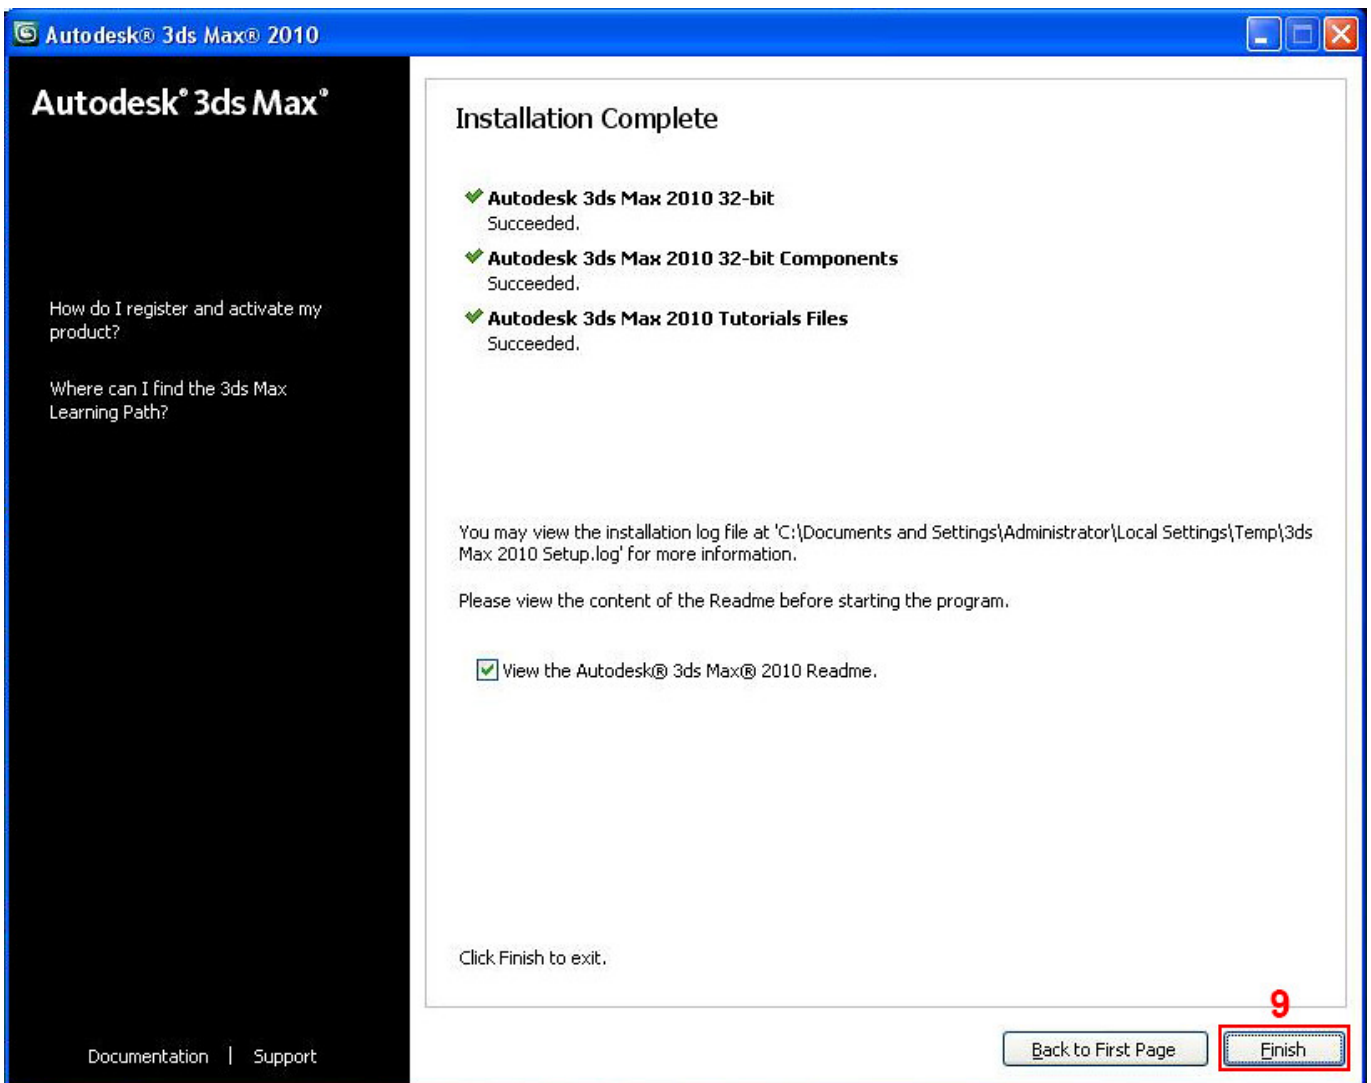 Autodesk® 3ds Max® 2010
Autodesk® 3ds Max®
How do I register and activate my
product?
Where can I find the 3ds Max
Learning Path?
Documentation | Support
Installation Complete
Autodesk 3ds Max 2010 32-bit
Succeeded.
Autodesk 3ds Max 2010 32-bit Components
Succeeded.
Autodesk 3ds Max 2010 Tutorials Files
Succeeded.
You may view the installation log file at 'C:\Documents and Settings\Administrator\Local Settings\Temp\3ds
Max 2010 Setup.log' for more information.
Please view the content of the Readme before starting the program.
View the Autodesk® 3ds Max® 2010 Readme.
Click Finish to exit.
9
Back to First Page
Finish